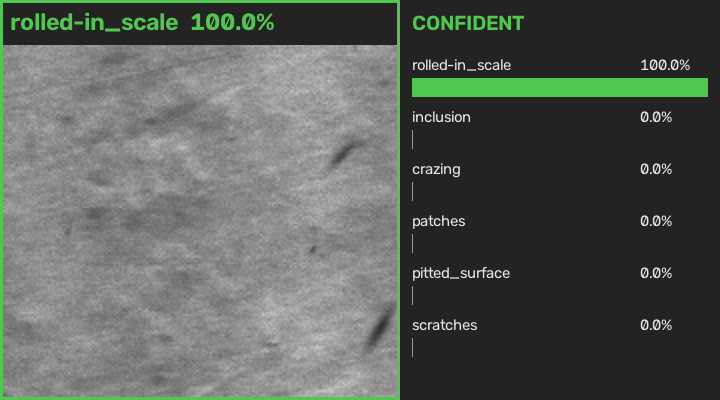 rolled-in_scale 100.0%
CONFIDENT
rolled-in_scale 100.0%
inclusion 0.0%
crazing 0.0%
patches 0.0%
pitted_surface 0.0%
scratches 0.0%